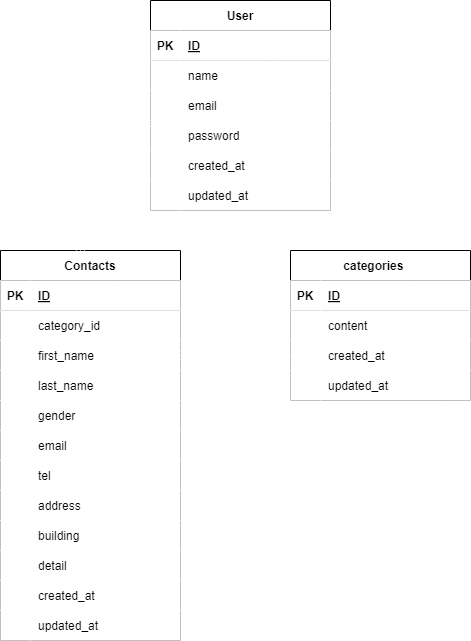 User
PK ID
name
email
password
created_at
updated_at
Contacts
PK ID
category_id
first_name
last_name
gender
email
tel
address
building
detail
created_at
updated_at
categories
PK ID
content
created_at
updated_at